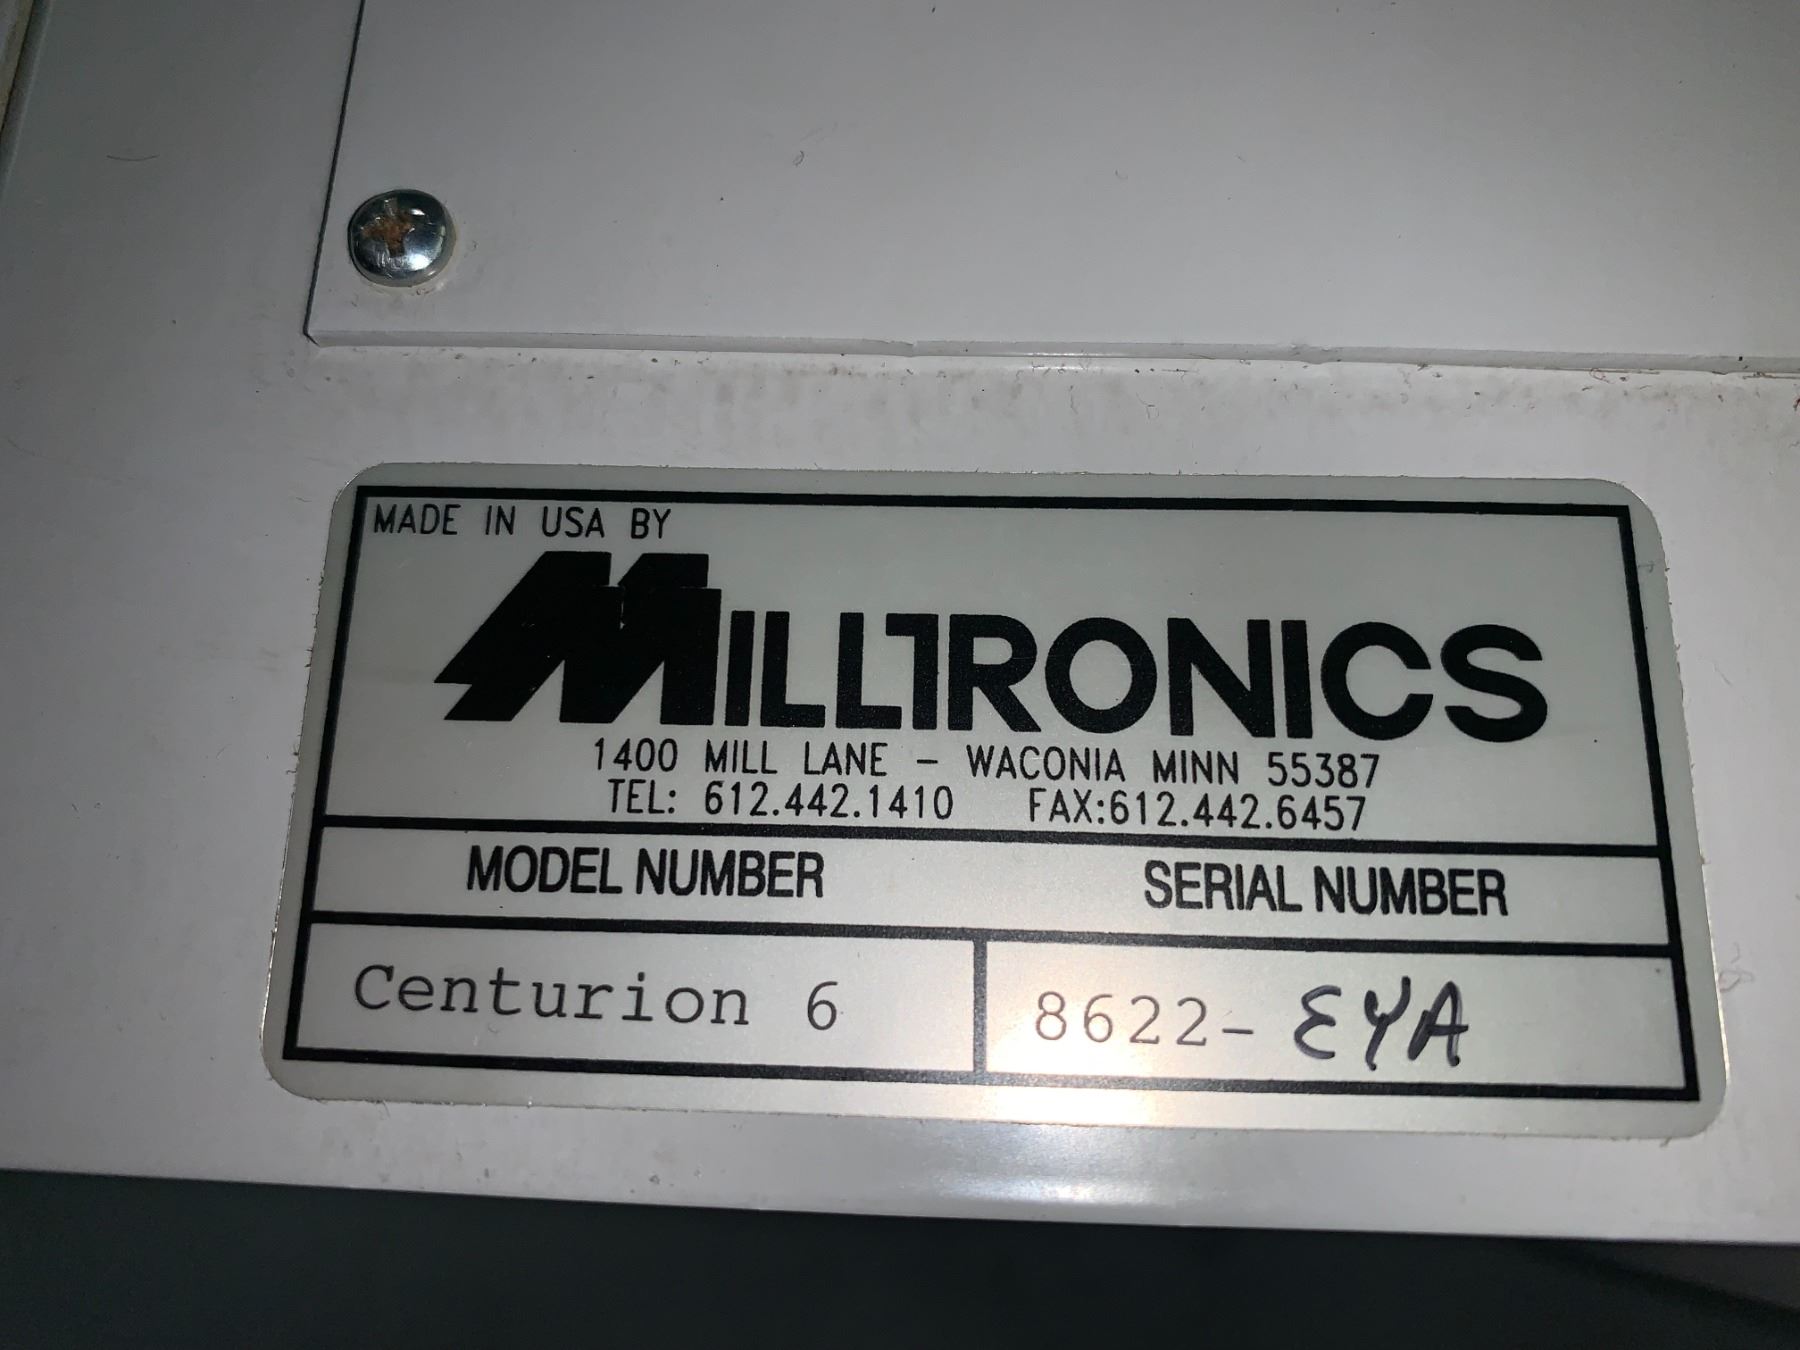 MADE IN USA BY
MILLTRONICS
1400 MILL LANE - WACONIA MINN 55387
TEL: 612.442.1410 FAX:612.442.6457
MODEL NUMBER SERIAL NUMBER
Centurion 6 8622- EYA